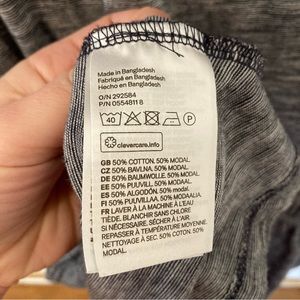 Made in Bangladesh
Fabriqué en Bangladesh
Hecho en Bangladesh
O/N 292584
P/N 0554811 8
40
P
clevercare.info
GB 50% COTTON. 50% MODAL.
CZ 50% BAVLNA. 50% MODAL.
DE 50% BAUMWOLLE. 50% MODAL.
EE 50% PUUVILL. 50% MODAL.
ES 50% ALGODÓN. 50% MODAL.
FI 50% PUUVILLAA. 50% MODAALIA.
FR LAVER À LA MACHINE À L'EAU
TIÈDE. BLANCHIR SANS CHLORE
SI NÉCESSAIRE. SÉCHER À PLAT.
REPASSER À TEMPÉRATURE MOYENNE.
NETTOYAGE À SEC. 50% COTON. 50%
MODAL.